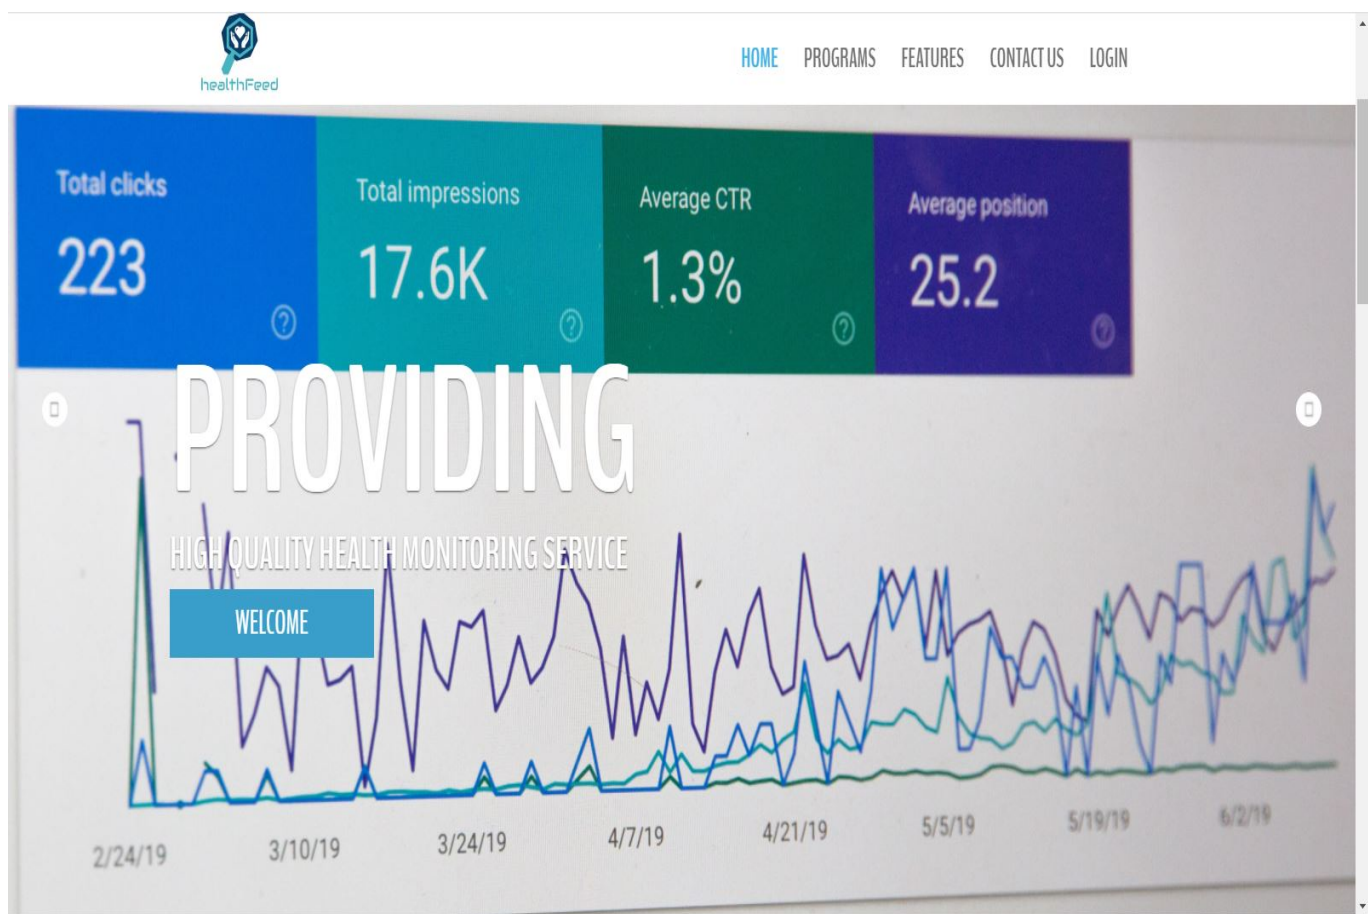 healthFeed
HOME PROGRAMS FEATURES CONTACT US LOGIN
Total clicks
223
Total impressions
17.6K
Average CTR
1.3%
Average position
25.2
PROVIDING
HIGH QUALITY HEALTH MONITORING SERVICE
WELCOME
2/24/19 3/10/19 3/24/19 4/7/19 4/21/19 5/5/19 5/19/19 6/2/19